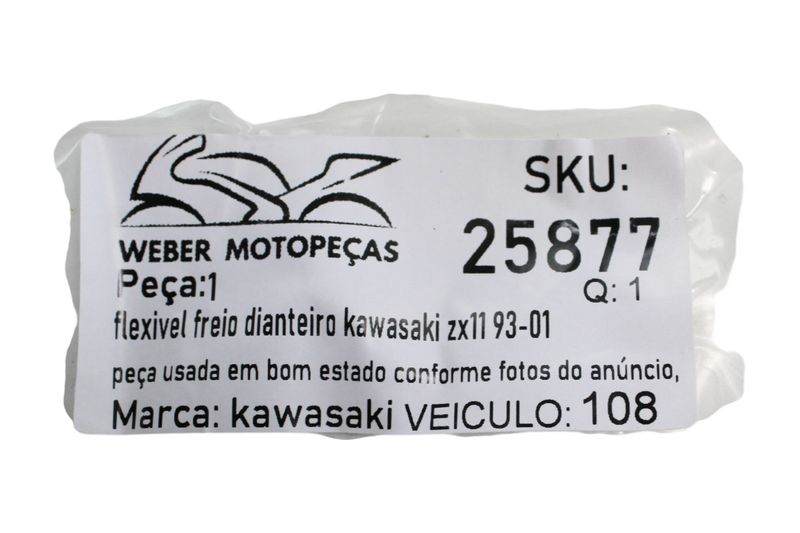 SKU:
WEBER MOTOPEÇAS
25877
Peça:1
Q: 1
flexivel freio dianteiro kawasaki zx11 93-01
peça usada em bom estado conforme fotos do anúncio,
Marca: kawasaki VEICULO: 108